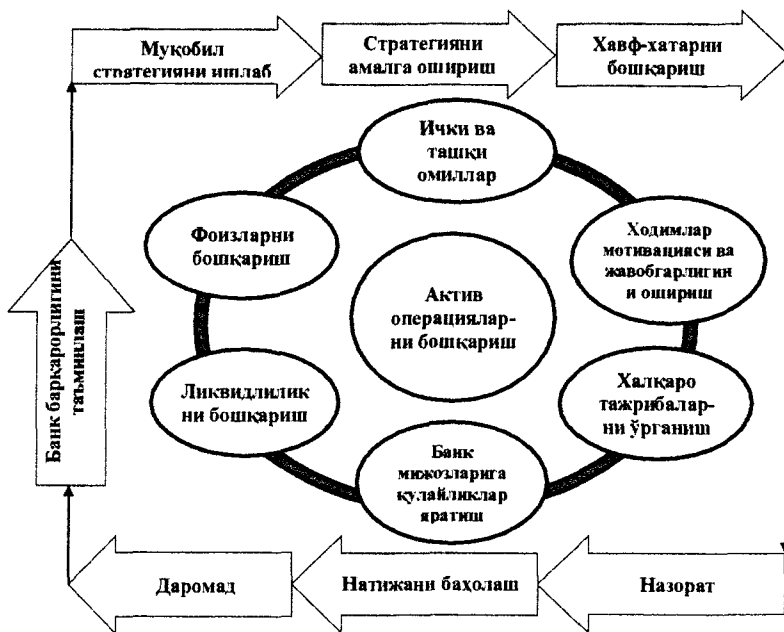 Муқобил
стратегияни ишлаб
Стратегияни
амалга ошириш
Хавф-хатарни
бошқариш
Ички ва
ташқи
омиллар
Фоизларни
бошқариш
Ходимлар
мотивацияси ва
жавобгарлигин
и ошириш
Актив
операциялар-
ни бошқариш
Банк барқарорлигини
таъминлаш
Ликвидлилик
ни бошқариш
Халқаро
тажрибалар-
ни ўрганиш
Банк
мижозларига
қулайликлар
яратиш
Даромад
Натижани баҳолаш
Назорат